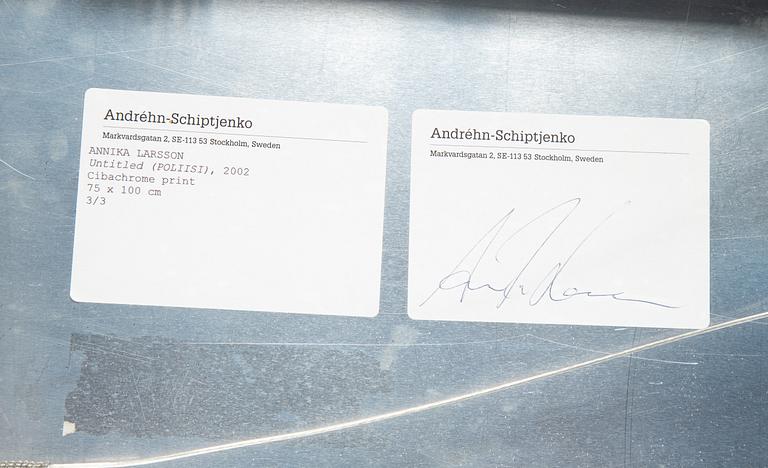 Andréhn-Schiptjenko
Markvardsgatan 2, SE-113 53 Stockholm, Sweden
ANNIKA LARSSON
Untitled (POLIISI), 2002
Cibachrome print
75 x 100 cm
3/3
Andréhn-Schiptjenko
Markvardsgatan 2, SE-113 53 Stockholm, Sweden